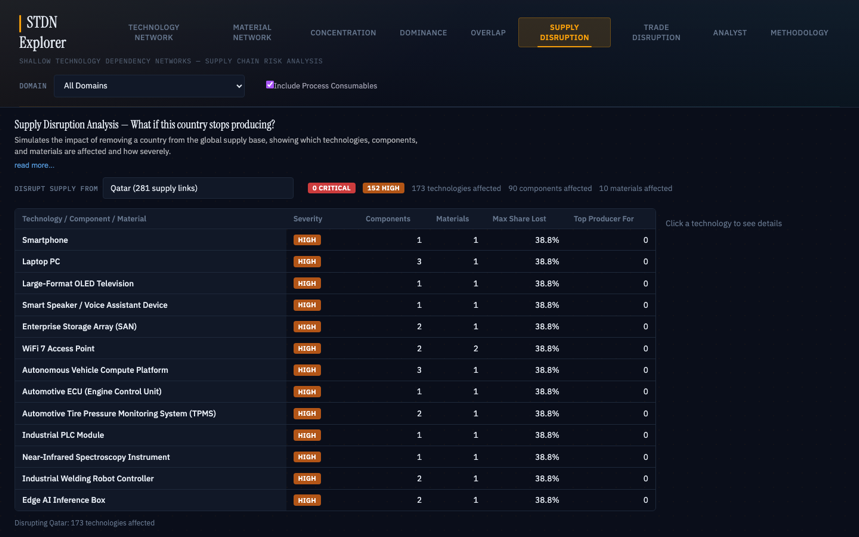 STDN
Explorer
TECHNOLOGY
NETWORK
MATERIAL
NETWORK
CONCENTRATION
DOMINANCE
OVERLAP
SUPPLY
DISRUPTION
TRADE
DISRUPTION
ANALYST
METHODOLOGY
SHALLOW TECHNOLOGY DEPENDENCY NETWORKS — SUPPLY CHAIN RISK ANALYSIS
DOMAIN All Domains Include Process Consumables
Supply Disruption Analysis — What if this country stops producing?
Simulates the impact of removing a country from the global supply base, showing which technologies, components,
and materials are affected and how severely.
read more...
DISRUPT SUPPLY FROM Qatar (281 supply links) 0 CRITICAL 152 HIGH 173 technologies affected 90 components affected 10 materials affected
Technology / Component / Material Severity Components Materials Max Share Lost Top Producer For
Click a technology to see details
Smartphone HIGH 1 1 38.8% 0
Laptop PC HIGH 3 1 38.8% 0
Large-Format OLED Television HIGH 1 1 38.8% 0
Smart Speaker / Voice Assistant Device HIGH 1 1 38.8% 0
Enterprise Storage Array (SAN) HIGH 2 1 38.8% 0
WiFi 7 Access Point HIGH 2 2 38.8% 0
Autonomous Vehicle Compute Platform HIGH 3 1 38.8% 0
Automotive ECU (Engine Control Unit) HIGH 1 1 38.8% 0
Automotive Tire Pressure Monitoring System (TPMS) HIGH 2 1 38.8% 0
Industrial PLC Module HIGH 1 1 38.8% 0
Near-Infrared Spectroscopy Instrument HIGH 1 1 38.8% 0
Industrial Welding Robot Controller HIGH 2 1 38.8% 0
Edge AI Inference Box HIGH 2 1 38.8% 0
Disrupting Qatar: 173 technologies affected